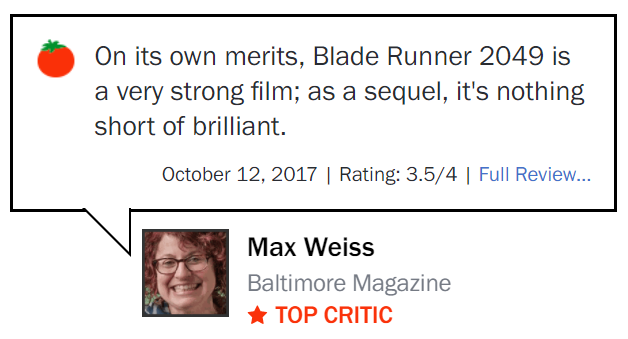 On its own merits, Blade Runner 2049 is
a very strong film; as a sequel, it's nothing
short of brilliant.
October 12, 2017 | Rating: 3.5/4 | Full Review...
Max Weiss
Baltimore Magazine
TOP CRITIC